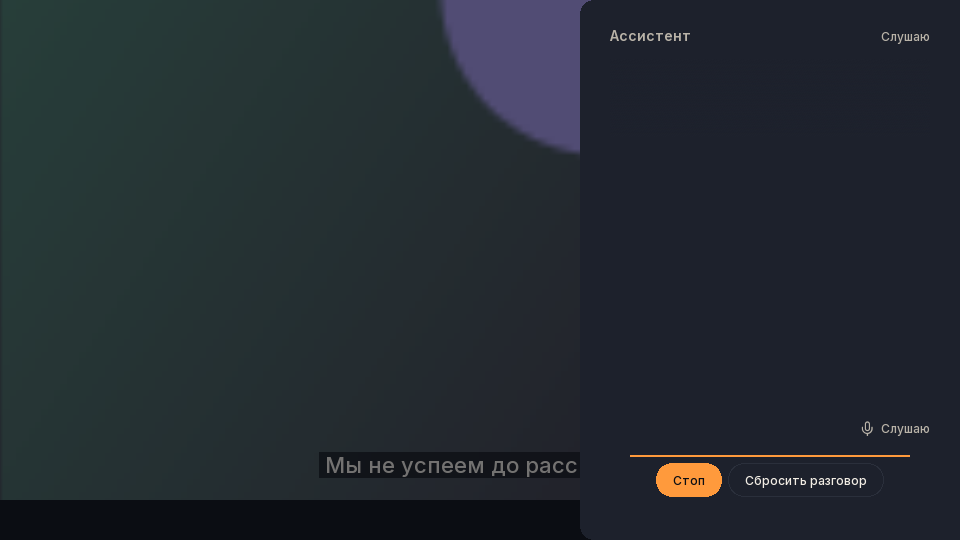 Ассистент
Слушаю
Слушаю
Мы не успеем до расс
Стоп
Сбросить разговор